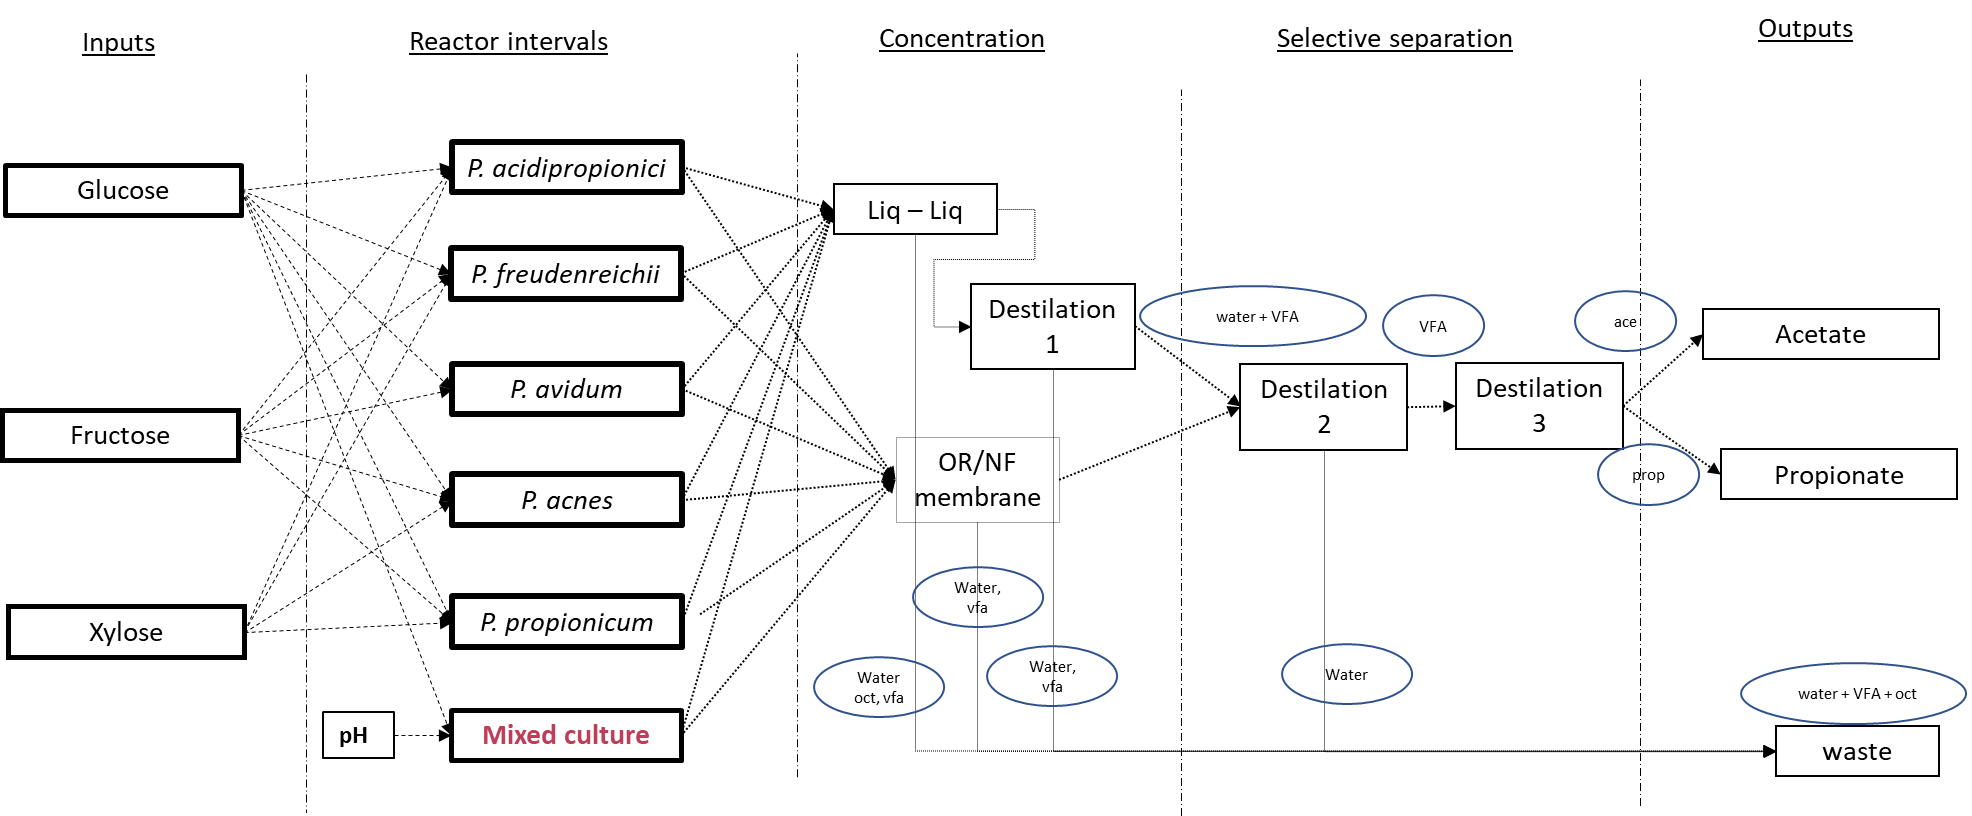 Inputs
Reactor intervals
Concentration
Selective separation
Outputs
Glucose
Fructose
Xylose
pH
P. acidipropionici
P. freudenreichii
P. avidum
P. acnes
P. propionicum
Mixed culture
Liq – Liq
Destilation
1
OR/NF
membrane
Water,
vfa
Water
oct, vfa
Water,
vfa
water + VFA
VFA
ace
Destilation
2
Destilation
3
prop
Water
Acetate
Propionate
water + VFA + oct
waste